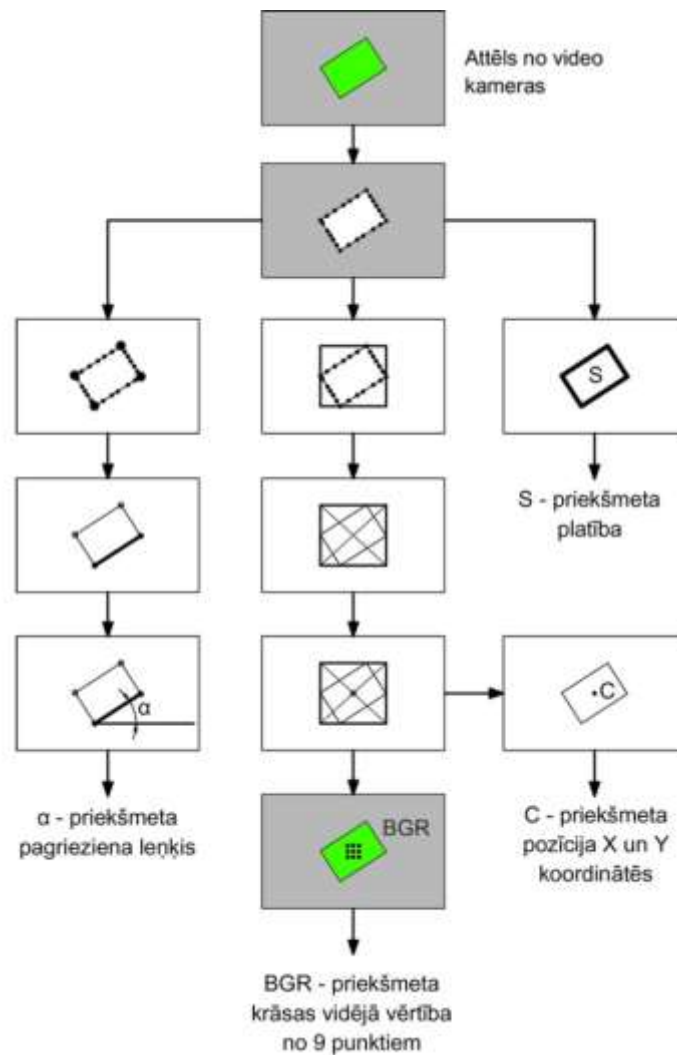 Attēls no video
kameras
S
S - priekšmeta
platība
α
C
α - priekšmeta
pagrieziena leņķis
BGR
C - priekšmeta
pozīcija X un Y
koordinātēs
BGR - priekšmeta
krāsas vidējā vērtība
no 9 punktiem